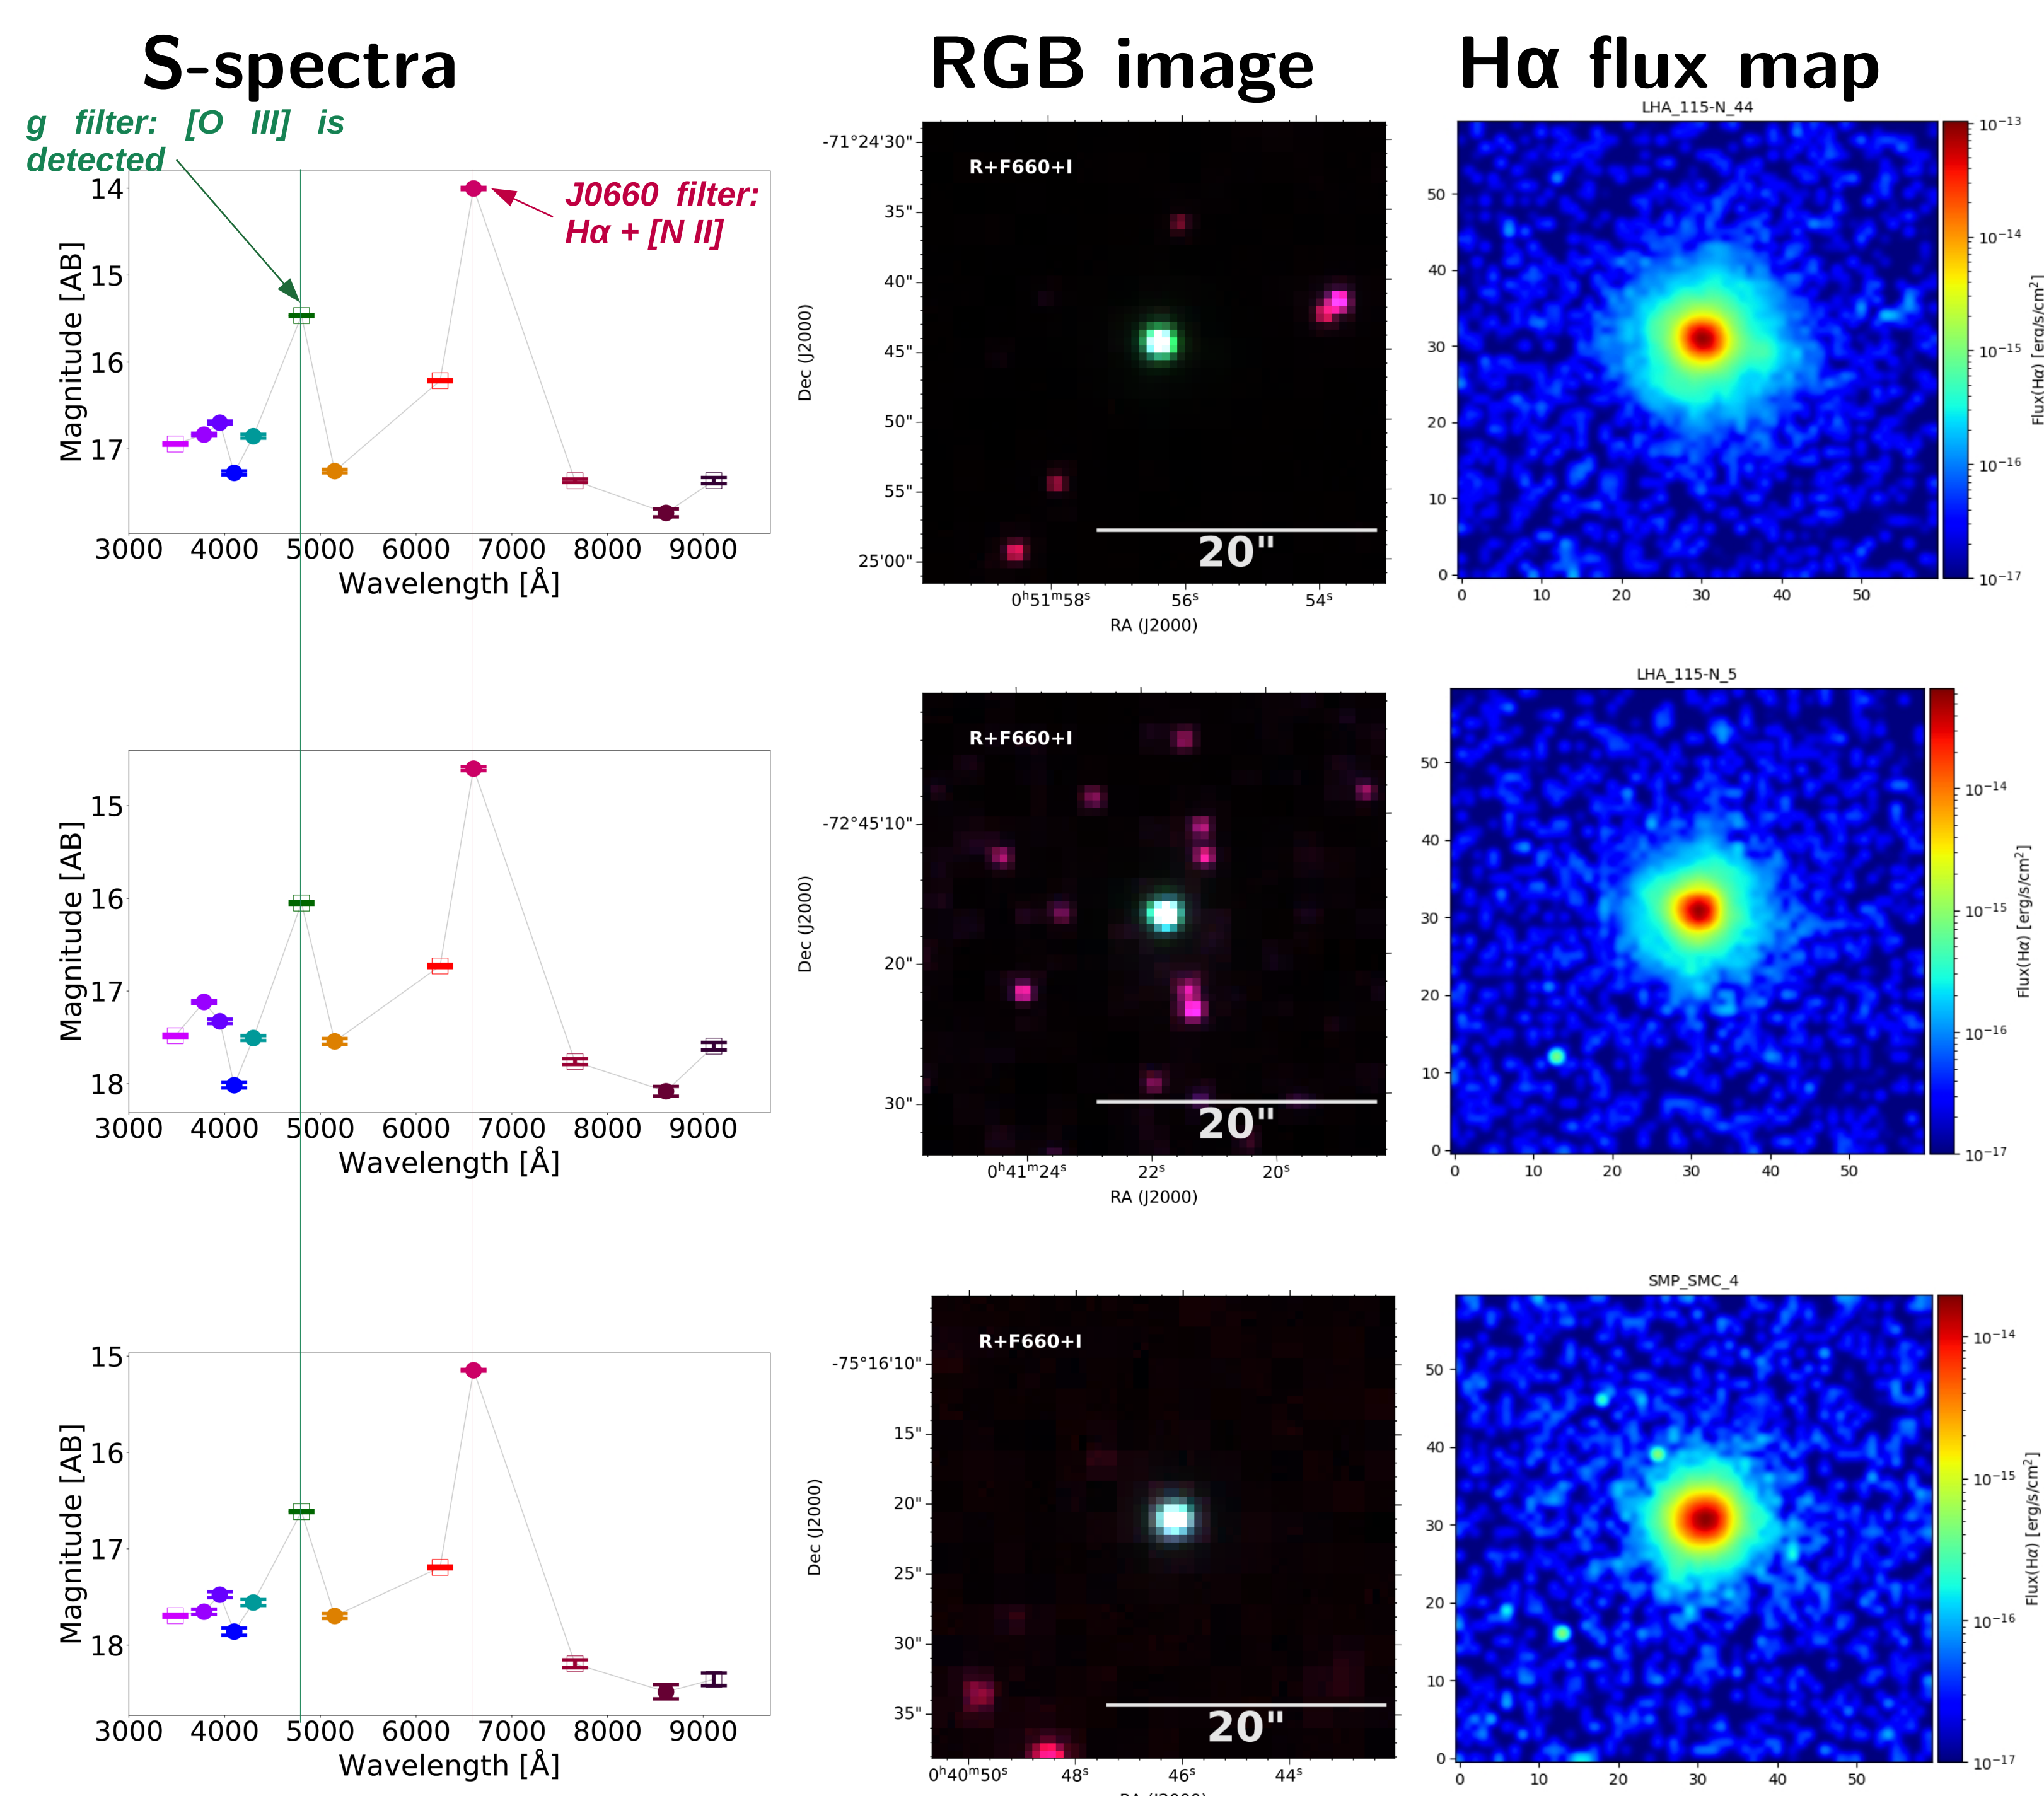 S-spectra
RGB image
Hα flux map
g filter: [O III] is
detected
J0660 filter:
Hα + [N II]
14
15
16
17
Magnitude [AB]
3000 4000 5000 6000 7000 8000 9000
Wavelength [Å]
-71°24'30"
35"
40"
45"
50"
55"
25'00"
Dec (J2000)
R+F660+I
20"
0ʰ51ᵐ58ˢ 56ˢ 54ˢ
RA (J2000)
LHA_115-N_44
50
40
30
20
10
0
0 10 20 30 40 50
10⁻¹³
10⁻¹⁴
10⁻¹⁵
10⁻¹⁶
10⁻¹⁷
Flux(Hα) [erg/s/cm²]
15
16
17
18
Magnitude [AB]
3000 4000 5000 6000 7000 8000 9000
Wavelength [Å]
-72°45'10"
20"
30"
Dec (J2000)
R+F660+I
20"
0ʰ41ᵐ24ˢ 22ˢ 20ˢ
RA (J2000)
LHA_115-N_5
50
40
30
20
10
0
0 10 20 30 40 50
10⁻¹⁴
10⁻¹⁵
10⁻¹⁶
10⁻¹⁷
Flux(Hα) [erg/s/cm²]
15
16
17
18
Magnitude [AB]
3000 4000 5000 6000 7000 8000 9000
Wavelength [Å]
-75°16'10"
15"
20"
25"
30"
35"
Dec (J2000)
R+F660+I
20"
0ʰ40ᵐ50ˢ 48ˢ 46ˢ 44ˢ
SMP_SMC_4
50
40
30
20
10
0
0 10 20 30 40 50
10⁻¹⁴
10⁻¹⁵
10⁻¹⁶
10⁻¹⁷
Flux(Hα) [erg/s/cm²]